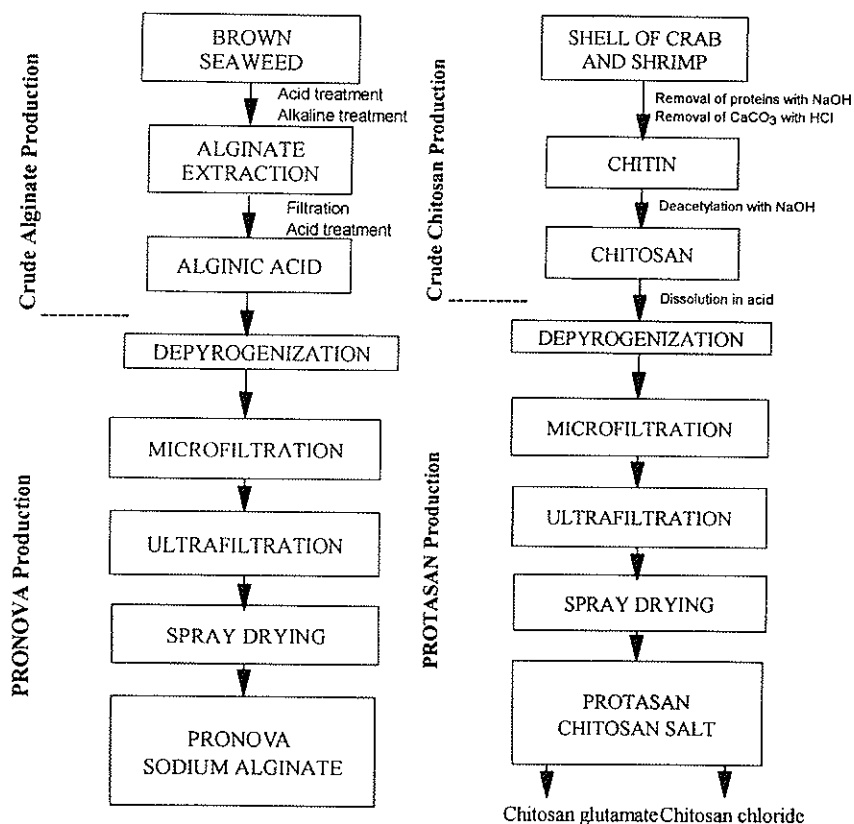 BROWN
SEAWEED
Acid treatment
Alkaline treatment
ALGINATE
EXTRACTION
Filtration
Acid treatment
ALGINIC ACID
DEPYROGENIZATION
MICROFILTRATION
ULTRAFILTRATION
SPRAY DRYING
PRONOVA
SODIUM ALGINATE
Crude Alginate Production
PRONOVA Production
SHELL OF CRAB
AND SHRIMP
Removal of proteins with NaOH
Removal of CaCO3 with HCl
CHITIN
Deacetylation with NaOH
CHITOSAN
Dissolution in acid
DEPYROGENIZATION
MICROFILTRATION
ULTRAFILTRATION
SPRAY DRYING
PROTASAN
CHITOSAN SALT
Chitosan glutamate Chitosan chloride
Crude Chitosan Production
PROTASAN Production